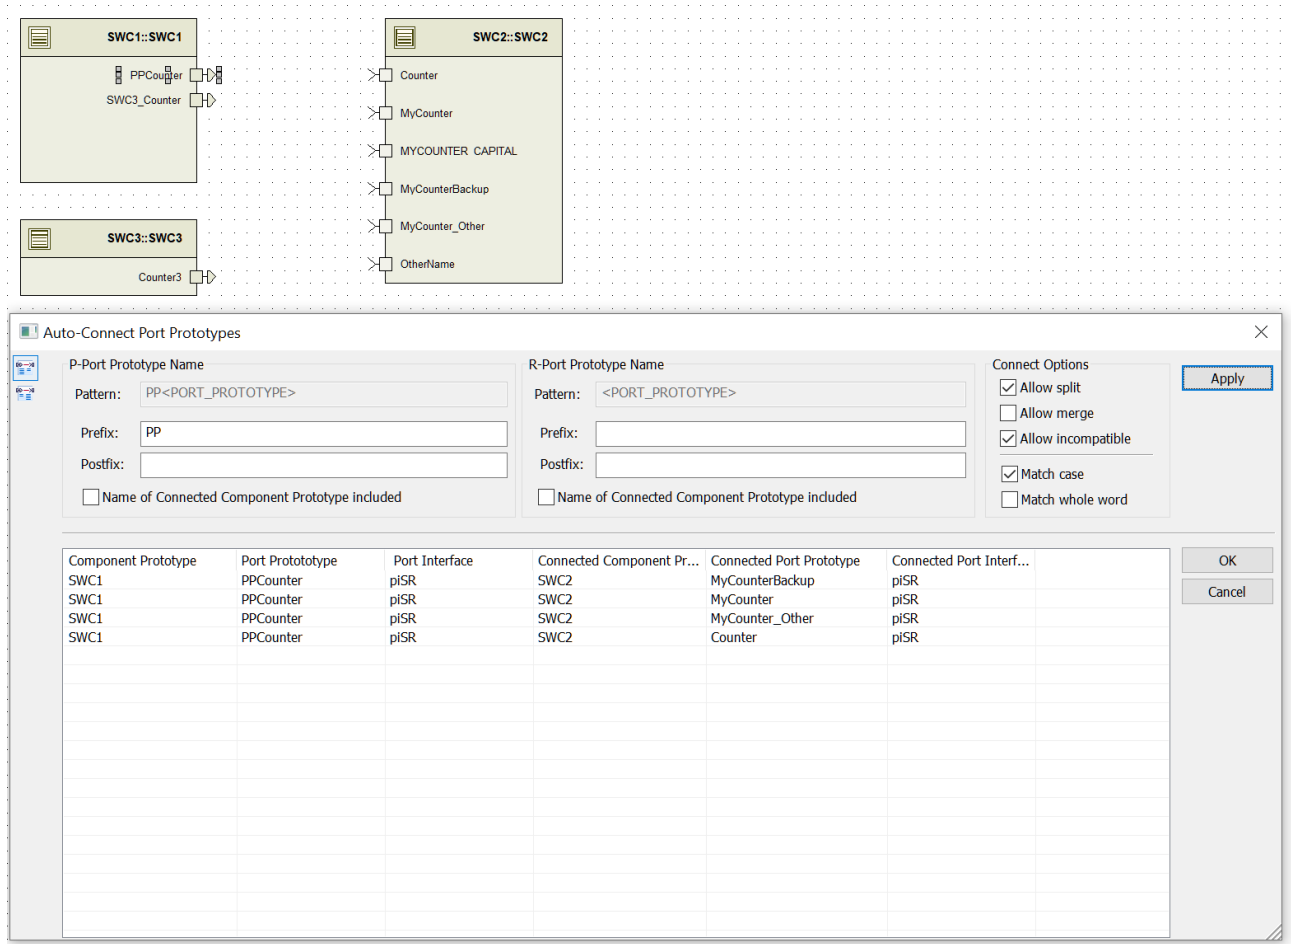 SWC1::SWC1
PPCounter
SWC3_Counter
SWC2::SWC2
Counter
MyCounter
MYCOUNTER CAPITAL
MyCounterBackup
MyCounter_Other
OtherName
SWC3::SWC3
Counter3
Auto-Connect Port Prototypes
P-Port Prototype Name
Pattern: PP<PORT_PROTOTYPE>
Prefix: PP
Postfix:
Name of Connected Component Prototype included
R-Port Prototype Name
Pattern: <PORT_PROTOTYPE>
Prefix:
Postfix:
Name of Connected Component Prototype included
Connect Options
Allow split
Allow merge
Allow incompatible
Match case
Match whole word
Apply
OK
Cancel
Component Prototype Port Protototype Port Interface Connected Component Pr... Connected Port Prototype Connected Port Interf...
SWC1 PPCounter piSR SWC2 MyCounterBackup piSR
SWC1 PPCounter piSR SWC2 MyCounter piSR
SWC1 PPCounter piSR SWC2 MyCounter_Other piSR
SWC1 PPCounter piSR SWC2 Counter piSR